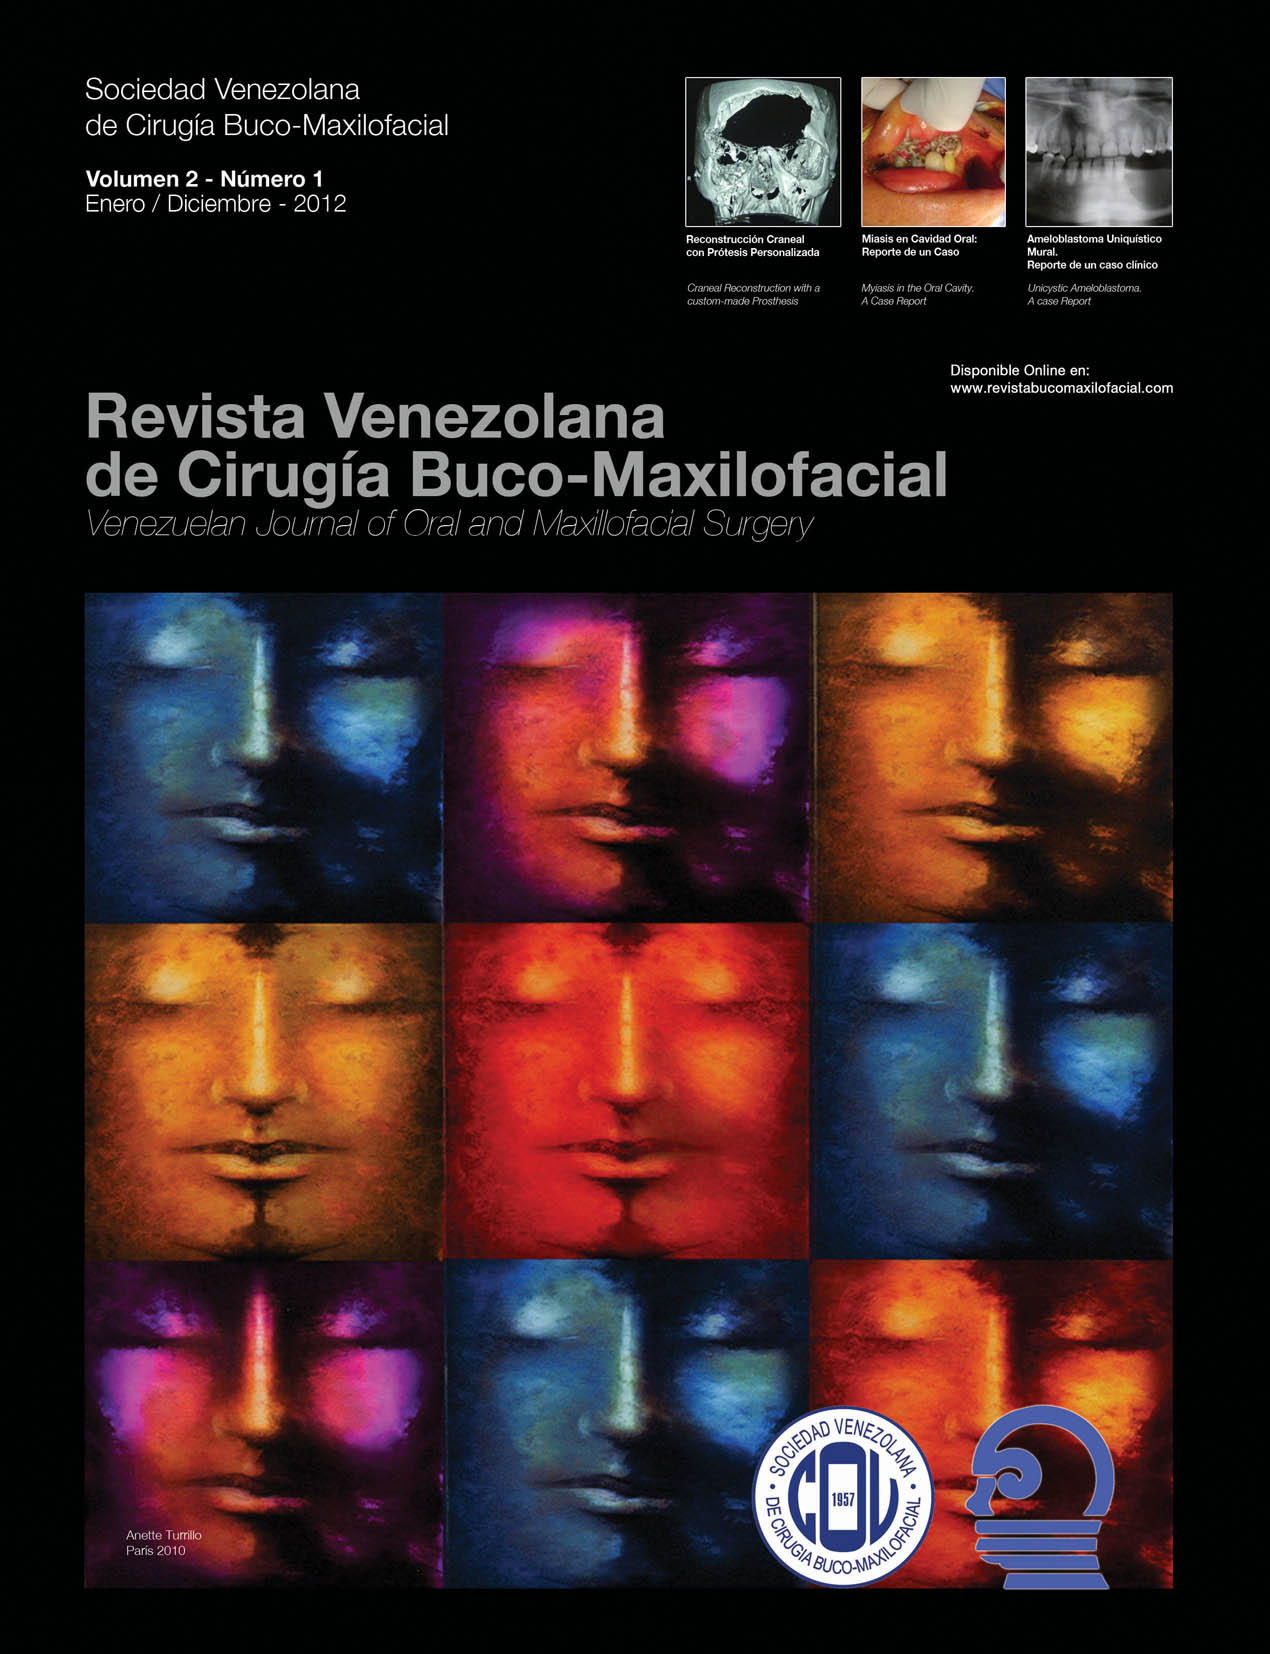 Sociedad Venezolana
de Cirugía Buco-Maxilofacial
Volumen 2 - Número 1
Enero / Diciembre - 2012
Reconstrucción Craneal
con Prótesis Personalizada
Craneal Reconstruction with a
custom-made Prosthesis
Miasis en Cavidad Oral:
Reporte de un Caso
Myiasis in the Oral Cavity.
A Case Report
Ameloblastoma Uniquístico
Mural.
Reporte de un caso clínico
Unicystic Ameloblastoma.
A case Report
Disponible Online en:
www.revistabucomaxilofacial.com
Revista Venezolana
de Cirugía Buco-Maxilofacial
Venezuelan Journal of Oral and Maxillofacial Surgery
Anette Turrillo
Paris 2010
SOCIEDAD VENEZOLANA
COV
1957
DE CIRUGIA BUCO-MAXILOFACIAL